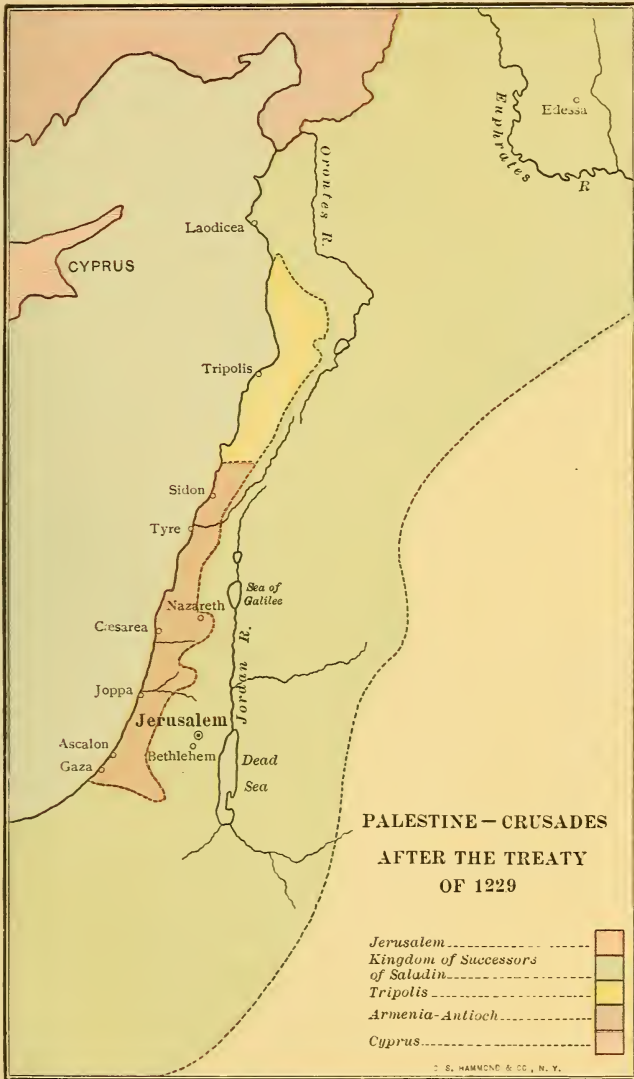 Euphrates
R
Edessa
Orontes R.
Laodicea
CYPRUS
Tripolis
Sidon
Tyre
Sea of
Galilee
Nazareth
Cæsarea
Jordan R.
Joppa
Jerusalem
Bethlehem
Ascalon
Gaza
Dead
Sea
PALESTINE — CRUSADES
AFTER THE TREATY
OF 1229
Jerusalem
Kingdom of Successors
of Saladin
Tripolis
Armenia-Antioch
Cyprus
S. HAMMOND & CO., N. Y.